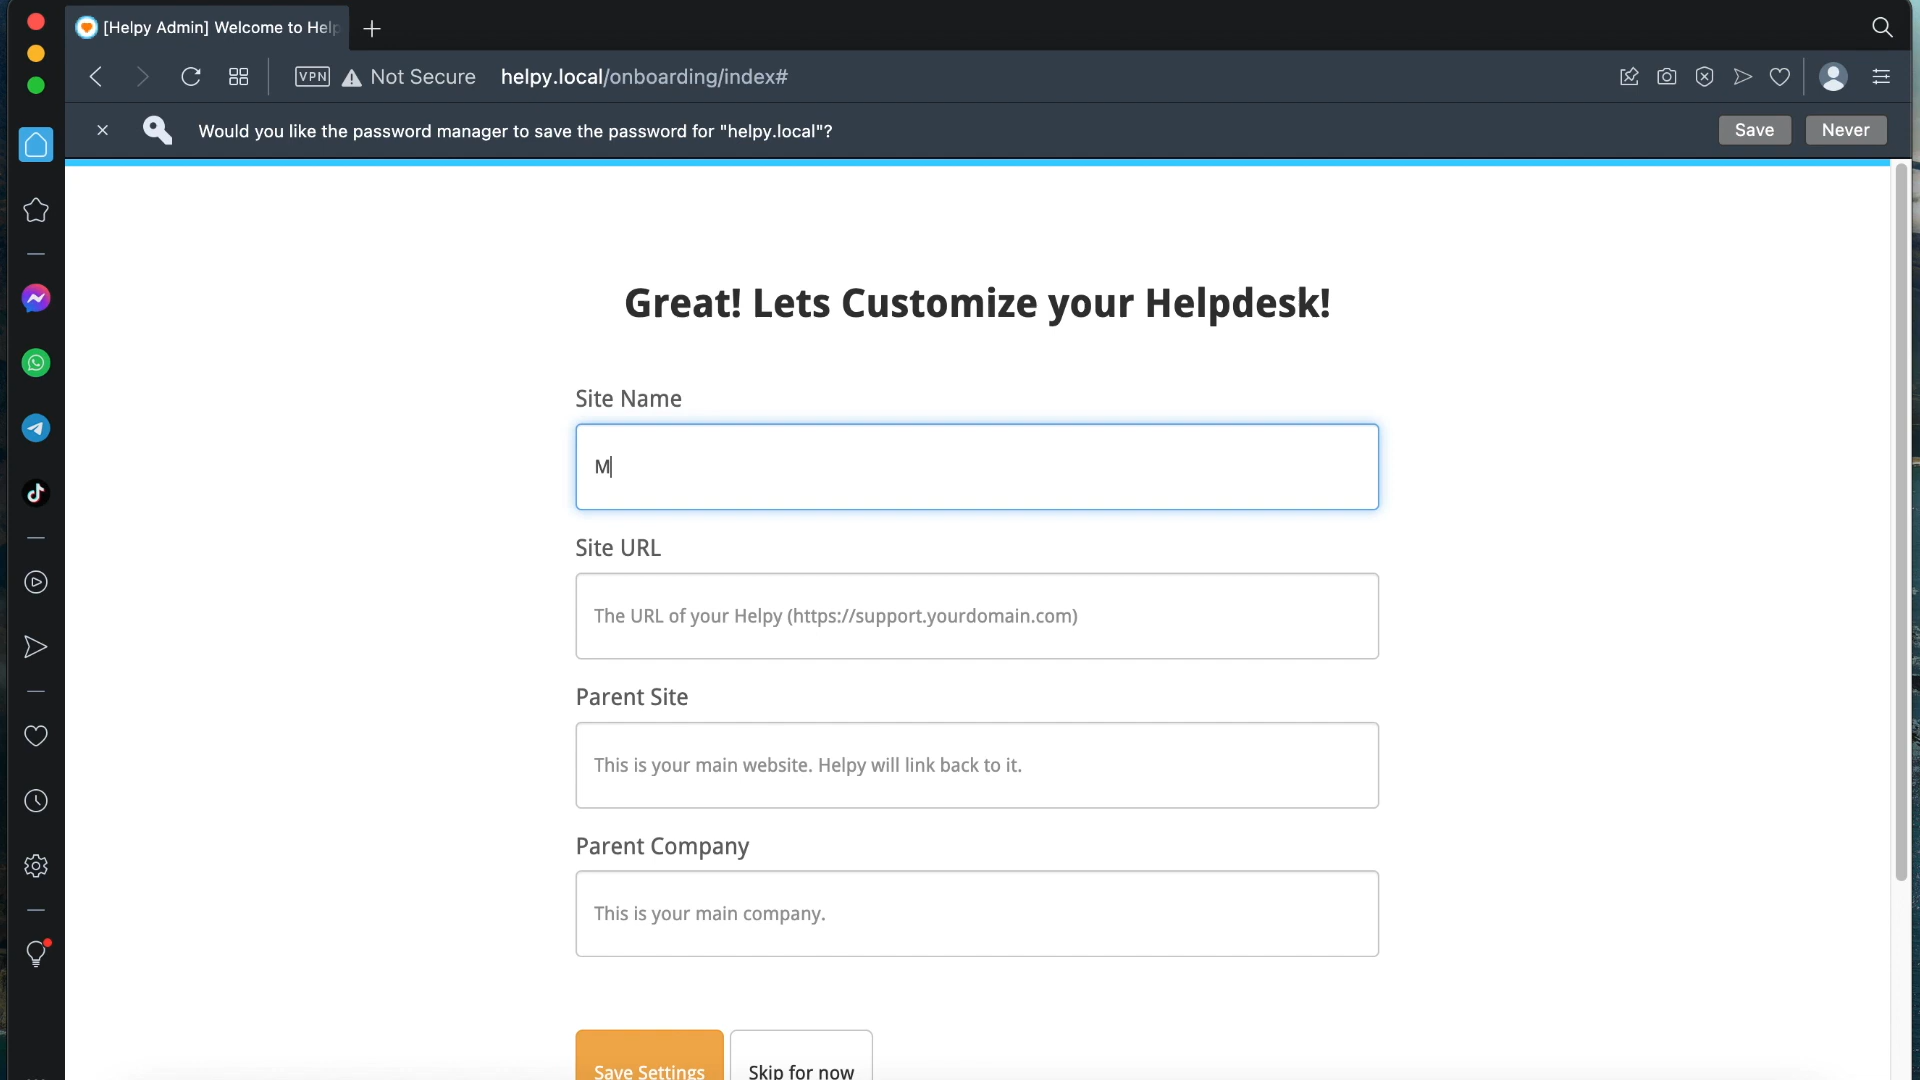 [Helpy Admin] Welcome to Help
VPN Not Secure helpy.local/onboarding/index#
Would you like the password manager to save the password for "helpy.local"? Save Never
Great! Lets Customize your Helpdesk!
Site Name
M
Site URL
The URL of your Helpy (https://support.yourdomain.com)
Parent Site
This is your main website. Helpy will link back to it.
Parent Company
This is your main company.
Save Settings Skip for now